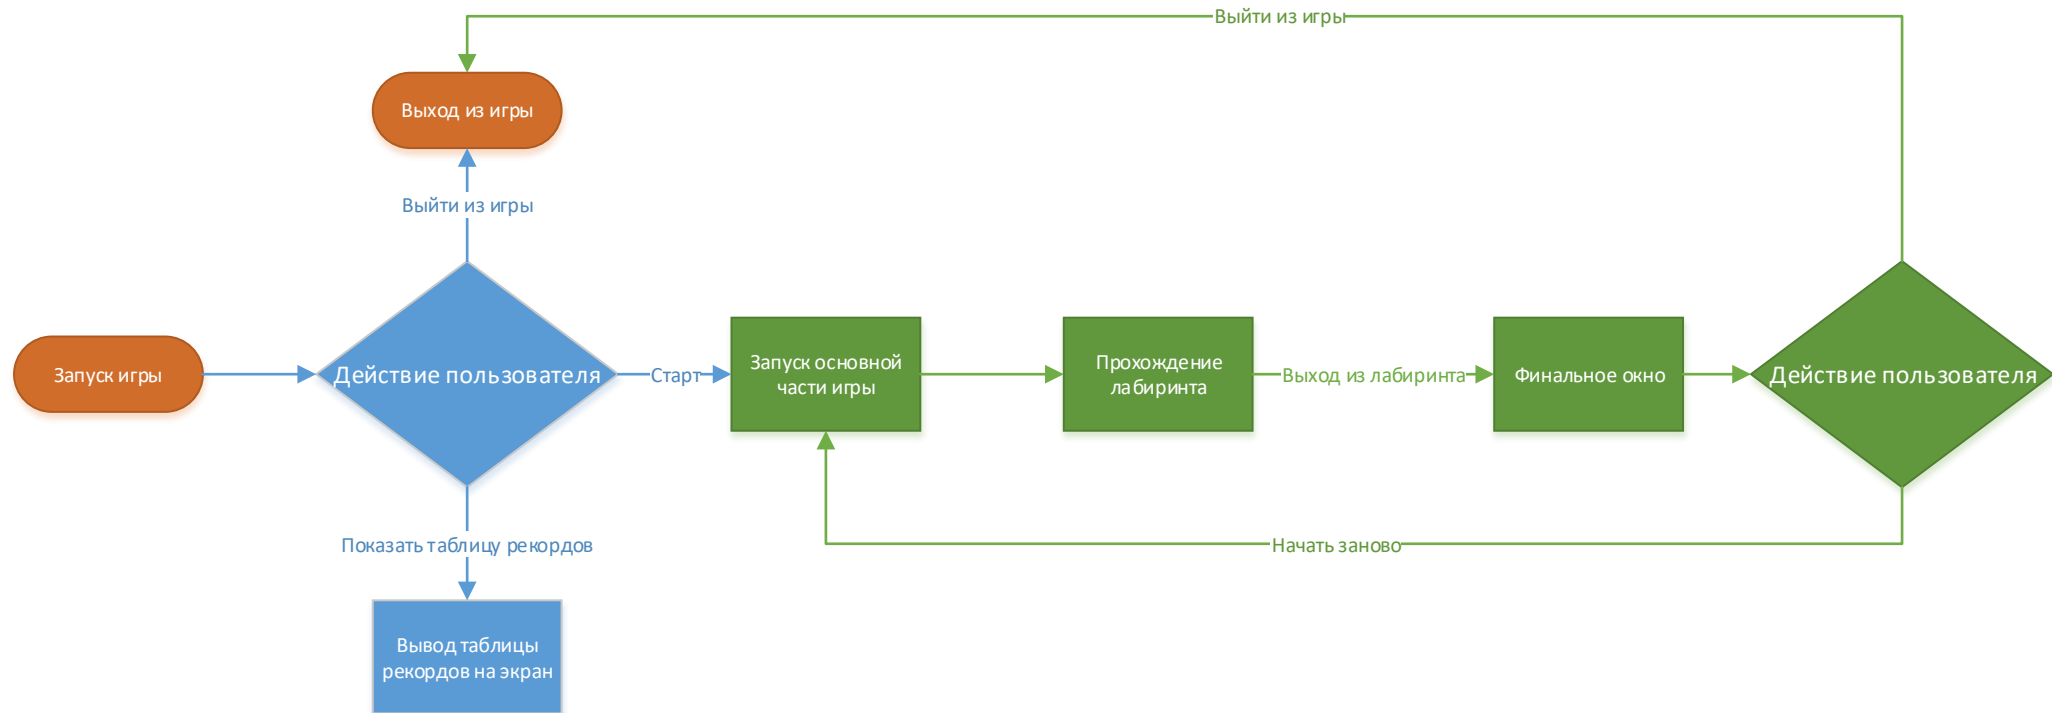 Выйти из игры
Выход из игры
Выйти из игры
Запуск игры
Действие пользователя
Старт
Запуск основной
части игры
Прохождение
лабиринта
Выход из лабиринта
Финальное окно
Действие пользователя
Показать таблицу рекордов
Начать заново
Вывод таблицы
рекордов на экран